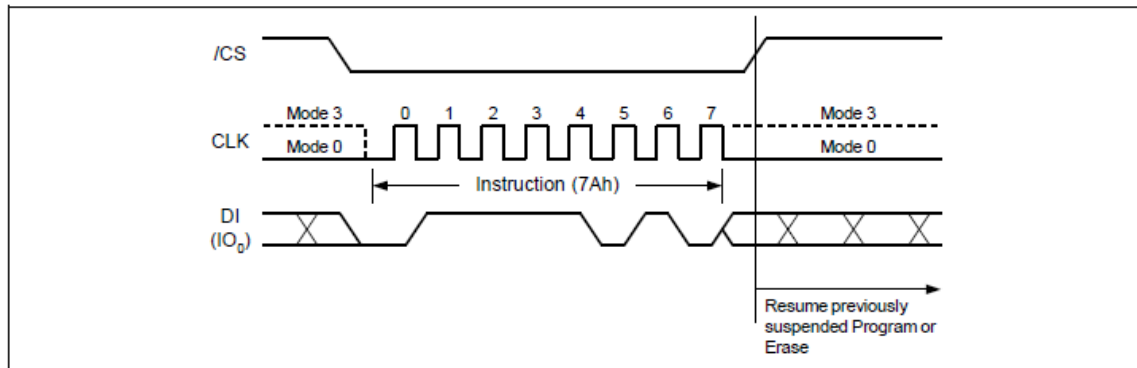 /CS
Mode 3 0 1 2 3 4 5 6 7 Mode 3
CLK
Mode 0 Mode 0
Instruction (7Ah)
DI
(IO₀)
Resume previously
suspended Program or
Erase